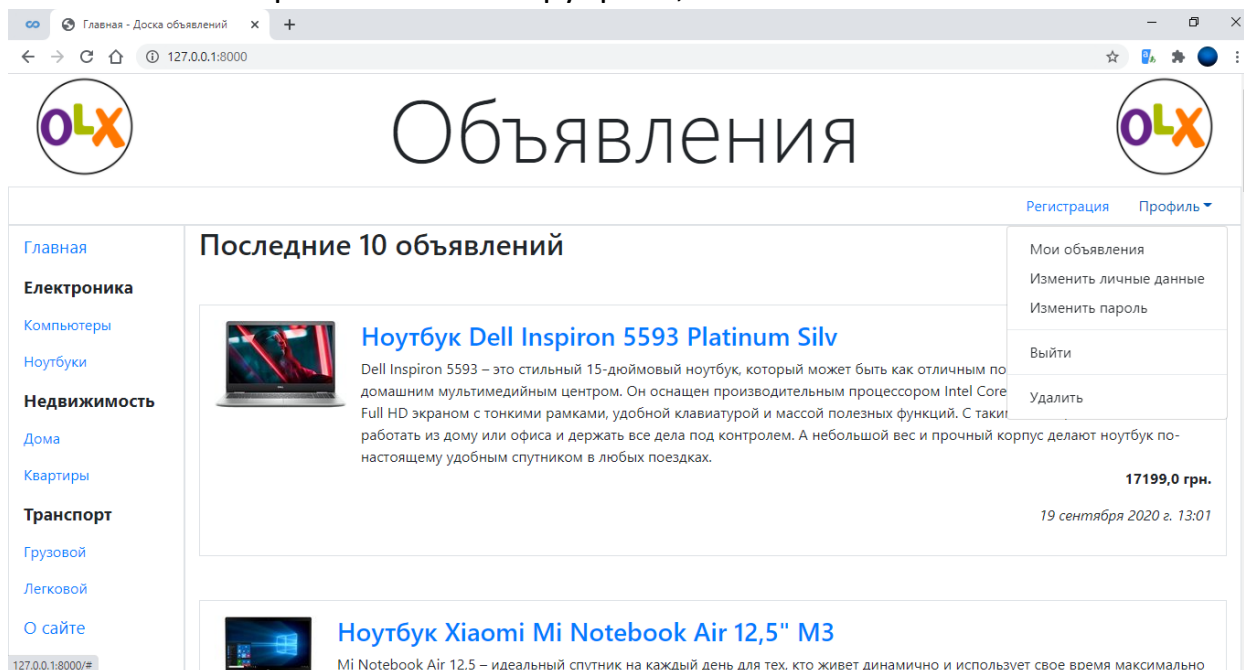 Главная - Доска объявлений
127.0.0.1:8000
OLX
Объявления
OLX
Регистрация Профиль
Мои объявления
Изменить личные данные
Изменить пароль
Выйти
Удалить
Главная
Електроника
Компьютеры
Ноутбуки
Недвижимость
Дома
Квартиры
Транспорт
Грузовой
Легковой
О сайте
Последние 10 объявлений
Ноутбук Dell Inspiron 5593 Platinum Silv
Dell Inspiron 5593 – это стильный 15-дюймовый ноутбук, который может быть как отличным по
домашним мультимедийным центром. Он оснащен производительным процессором Intel Core
Full HD экраном с тонкими рамками, удобной клавиатурой и массой полезных функций. С таки
работать из дому или офиса и держать все дела под контролем. А небольшой вес и прочный корпус делают ноутбук по-
настоящему удобным спутником в любых поездках.
17199,0 грн.
19 сентября 2020 г. 13:01
Ноутбук Xiaomi Mi Notebook Air 12,5" M3
Mi Notebook Air 12.5 – идеальный спутник на каждый день для тех, кто живет динамично и использует свое время максимально
127.0.0.1:8000/#